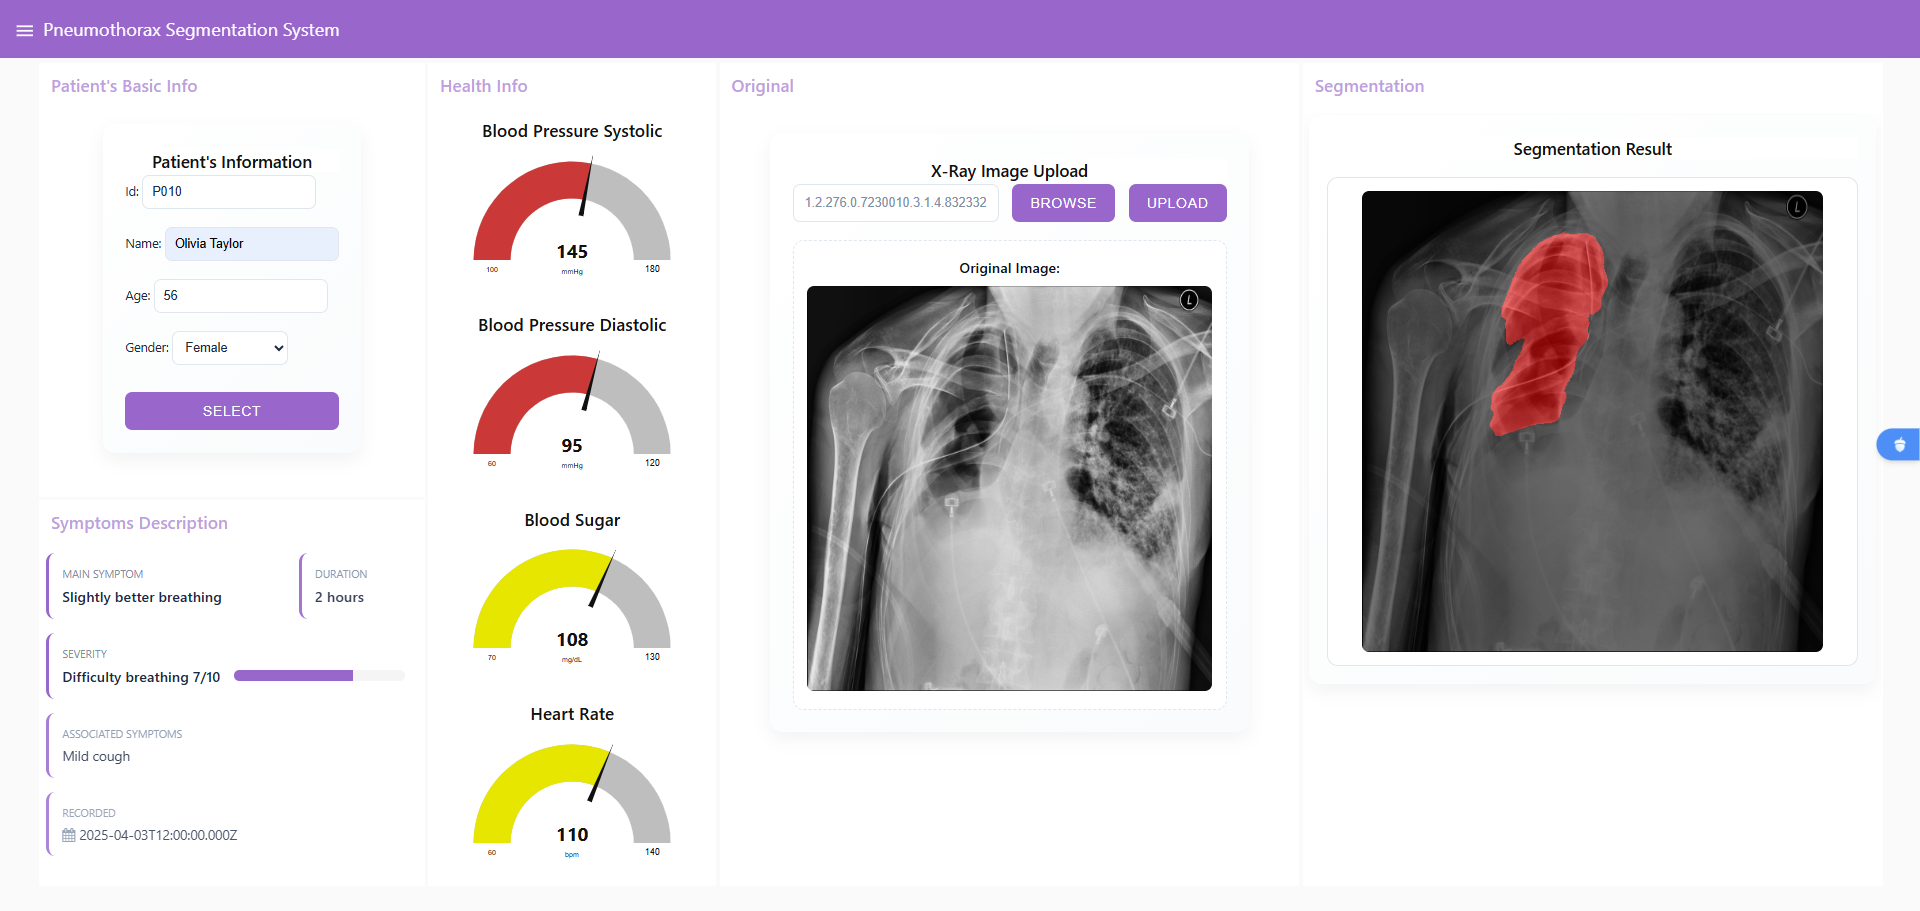 Pneumothorax Segmentation System
Patient's Basic Info
Patient's Information
Id: P010
Name: Olivia Taylor
Age: 56
Gender: Female
SELECT
Symptoms Description
MAIN SYMPTOM
Slightly better breathing
DURATION
2 hours
SEVERITY
Difficulty breathing 7/10
ASSOCIATED SYMPTOMS
Mild cough
RECORDED
2025-04-03T12:00:00.000Z
Health Info
Blood Pressure Systolic
145
mmHg
100 180
Blood Pressure Diastolic
95
mmHg
60 120
Blood Sugar
108
mg/dL
70 130
Heart Rate
110
bpm
60 140
Original
X-Ray Image Upload
1.2.276.0.7230010.3.1.4.832332 BROWSE UPLOAD
Original Image:
L
Segmentation
Segmentation Result
L